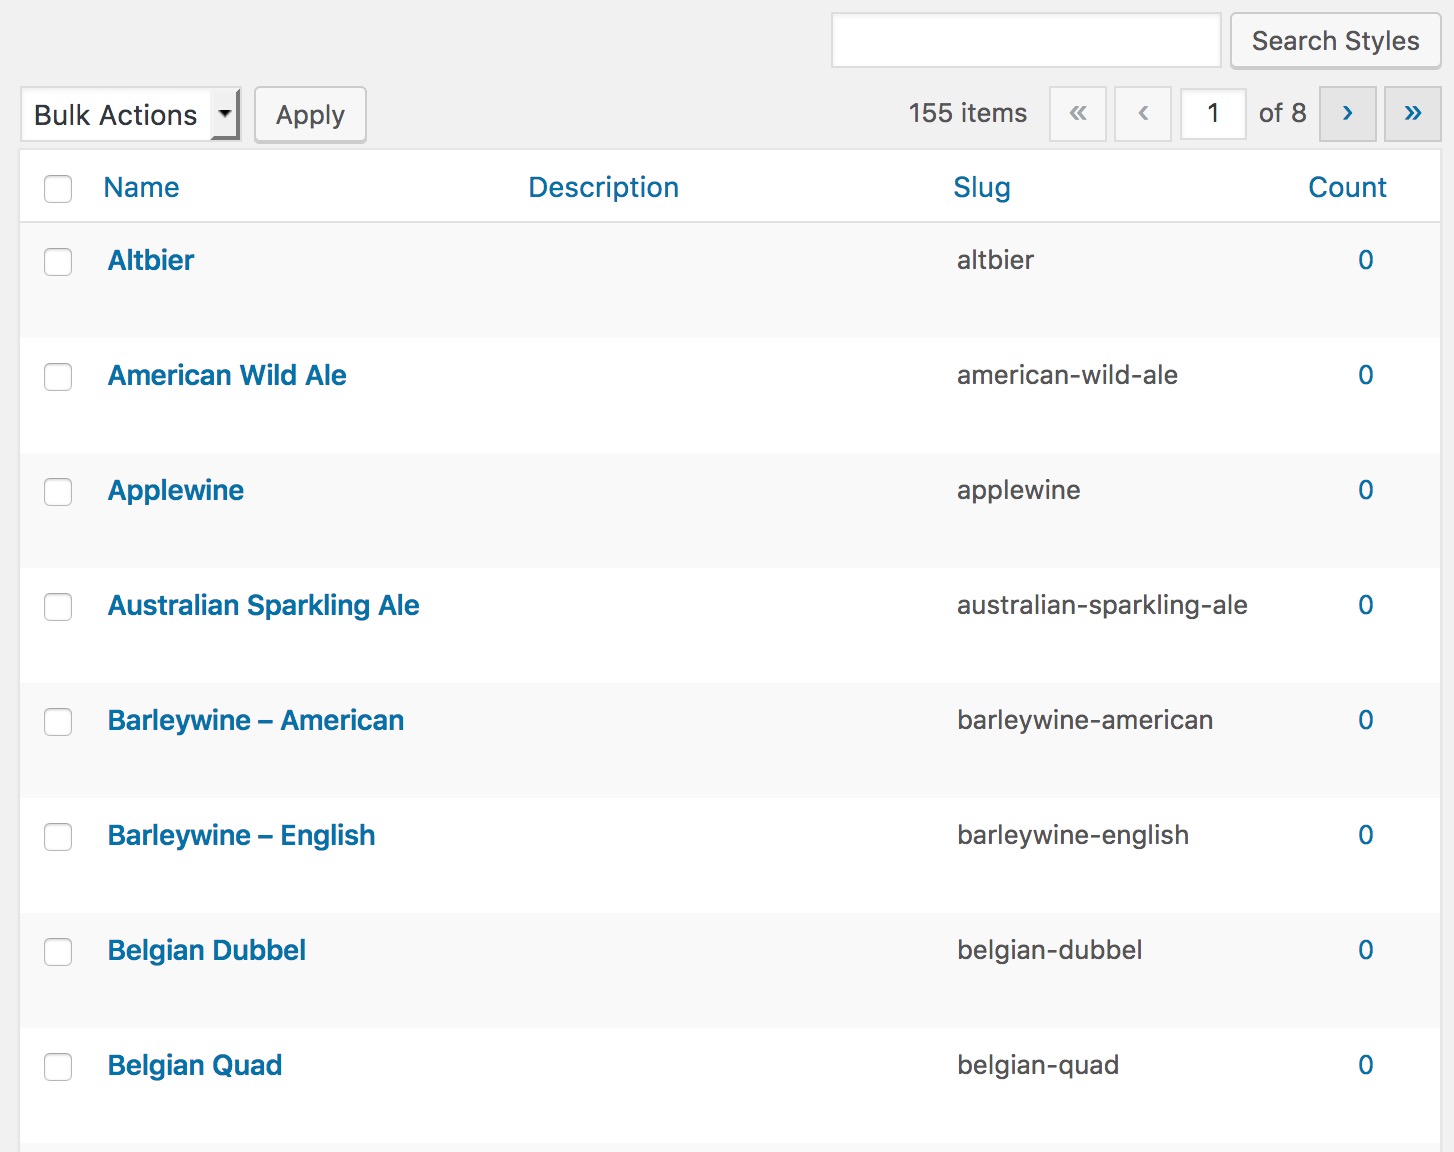 Search Styles
Bulk Actions Apply 155 items « ‹ 1 of 8 › »
Name Description Slug Count
Altbier altbier 0
American Wild Ale american-wild-ale 0
Applewine applewine 0
Australian Sparkling Ale australian-sparkling-ale 0
Barleywine – American barleywine-american 0
Barleywine – English barleywine-english 0
Belgian Dubbel belgian-dubbel 0
Belgian Quad belgian-quad 0